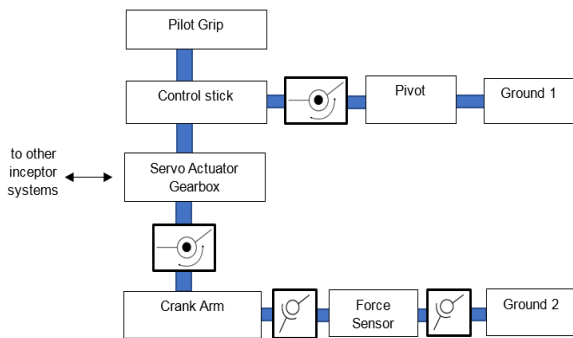 Pilot Grip
Control stick
Pivot
Ground 1
to other
inceptor
systems
Servo Actuator
Gearbox
Crank Arm
Force
Sensor
Ground 2